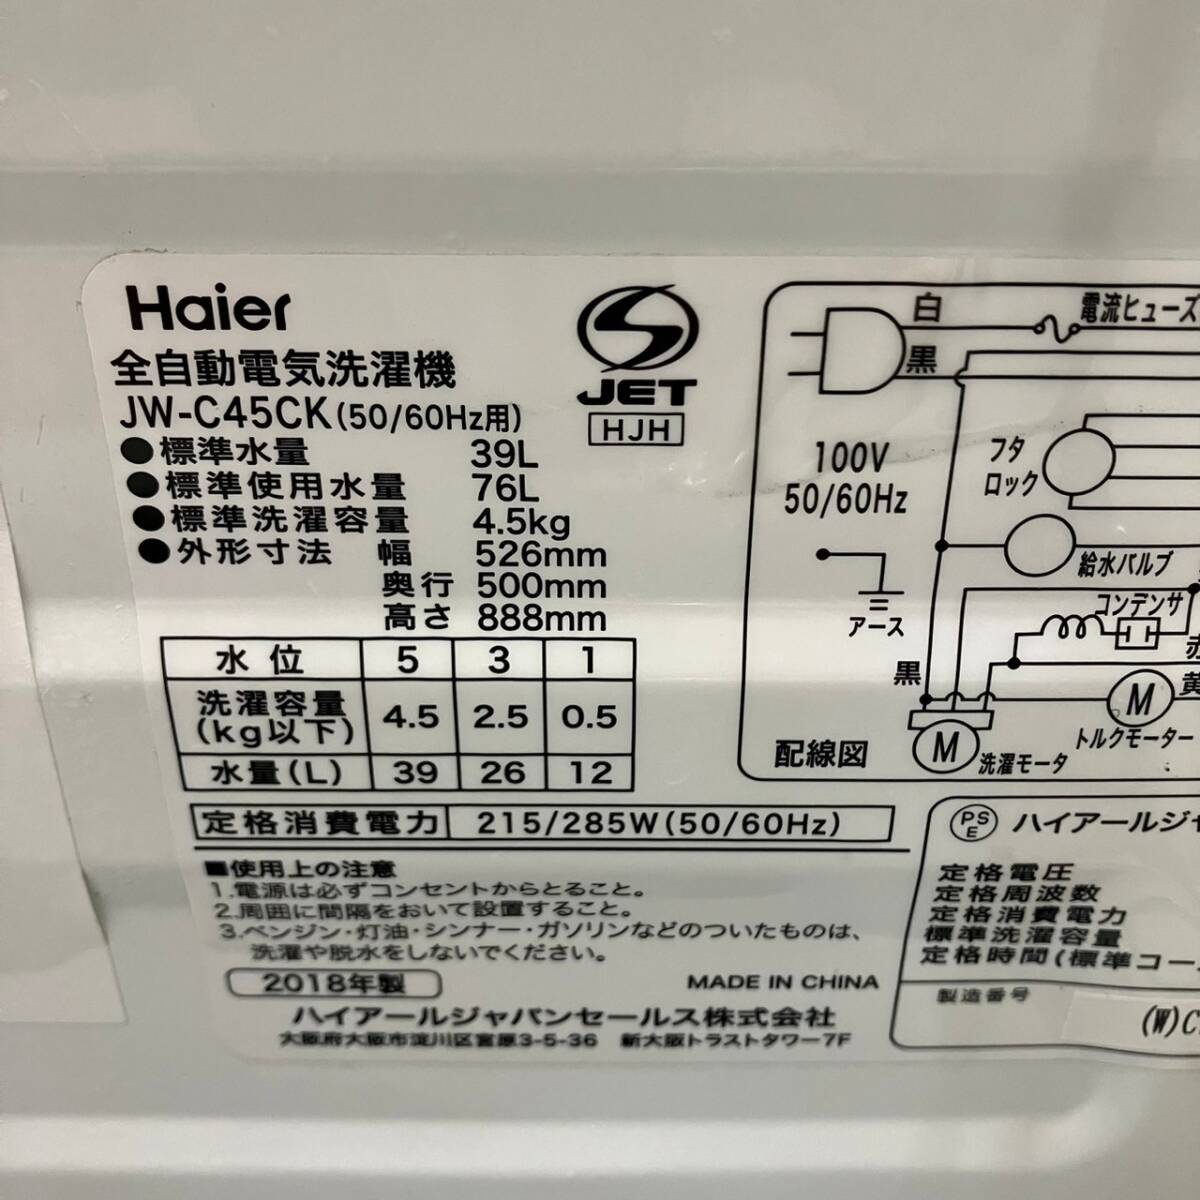 Haier
全自動電気洗濯機
JW-C45CK(50/60Hz用)
●標準水量 39L
●標準使用水量 76L
●標準洗濯容量 4.5kg
●外形寸法 幅 526mm
奥行 500mm
高さ 888mm
水位 5 3 1
洗濯容量(kg以下) 4.5 2.5 0.5
水量(L) 39 26 12
定格消費電力 215/285W(50/60Hz)
■使用上の注意
1.電源は必ずコンセントからとること。
2.周囲に間隔をおいて設置すること。
3.ベンジン・灯油・シンナー・ガソリンなどのついたものは、
洗濯や脱水をしないでください。
2018年製
MADE IN CHINA
ハイアールジャパンセールス株式会社
大阪府大阪市淀川区宮原3-5-36 新大阪トラストタワー7F
JET
HJH
白
電流ヒューズ
黒
100V
50/60Hz
フタ
ロック
給水バルブ
アース
コンデンサ
赤
黒
黄
M
M
トルクモーター
洗濯モータ
配線図
PSE
ハイアールジャ
定格電圧
定格周波数
定格消費電力
標準洗濯容量
定格時間(標準コー
製造番号
(W)C